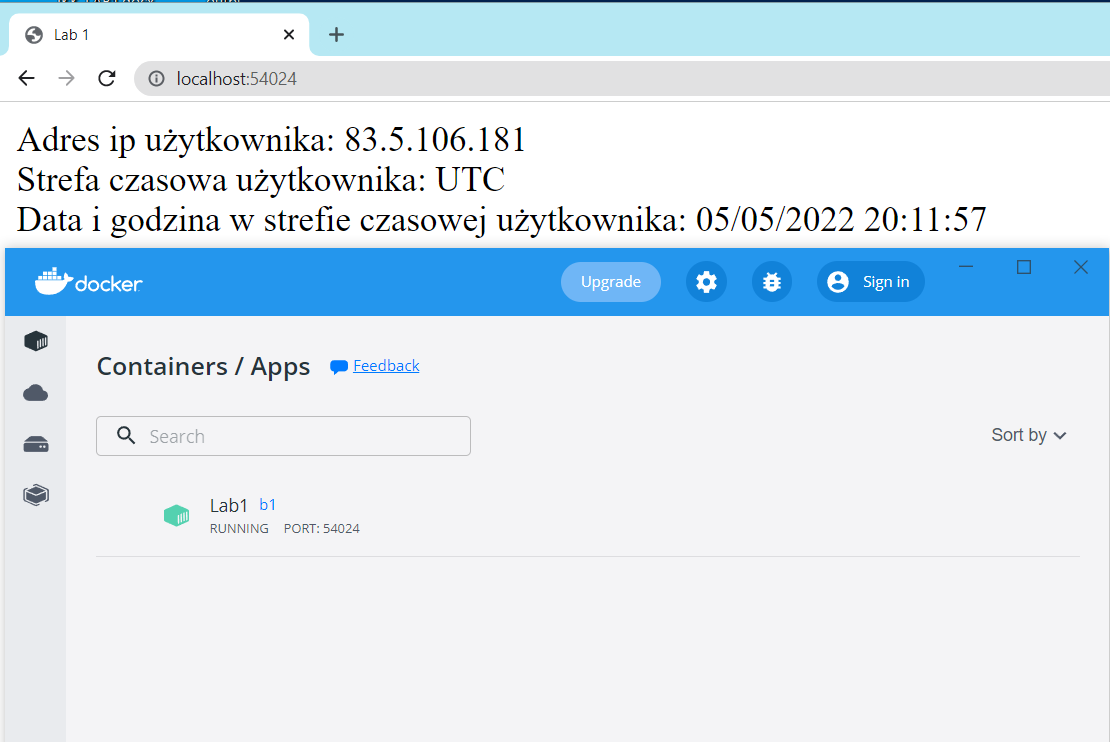 Lab 1
localhost:54024
Adres ip użytkownika: 83.5.106.181
Strefa czasowa użytkownika: UTC
Data i godzina w strefie czasowej użytkownika: 05/05/2022 20:11:57
docker Upgrade Sign in
Containers / Apps Feedback
Search Sort by
Lab1 b1
RUNNING PORT: 54024